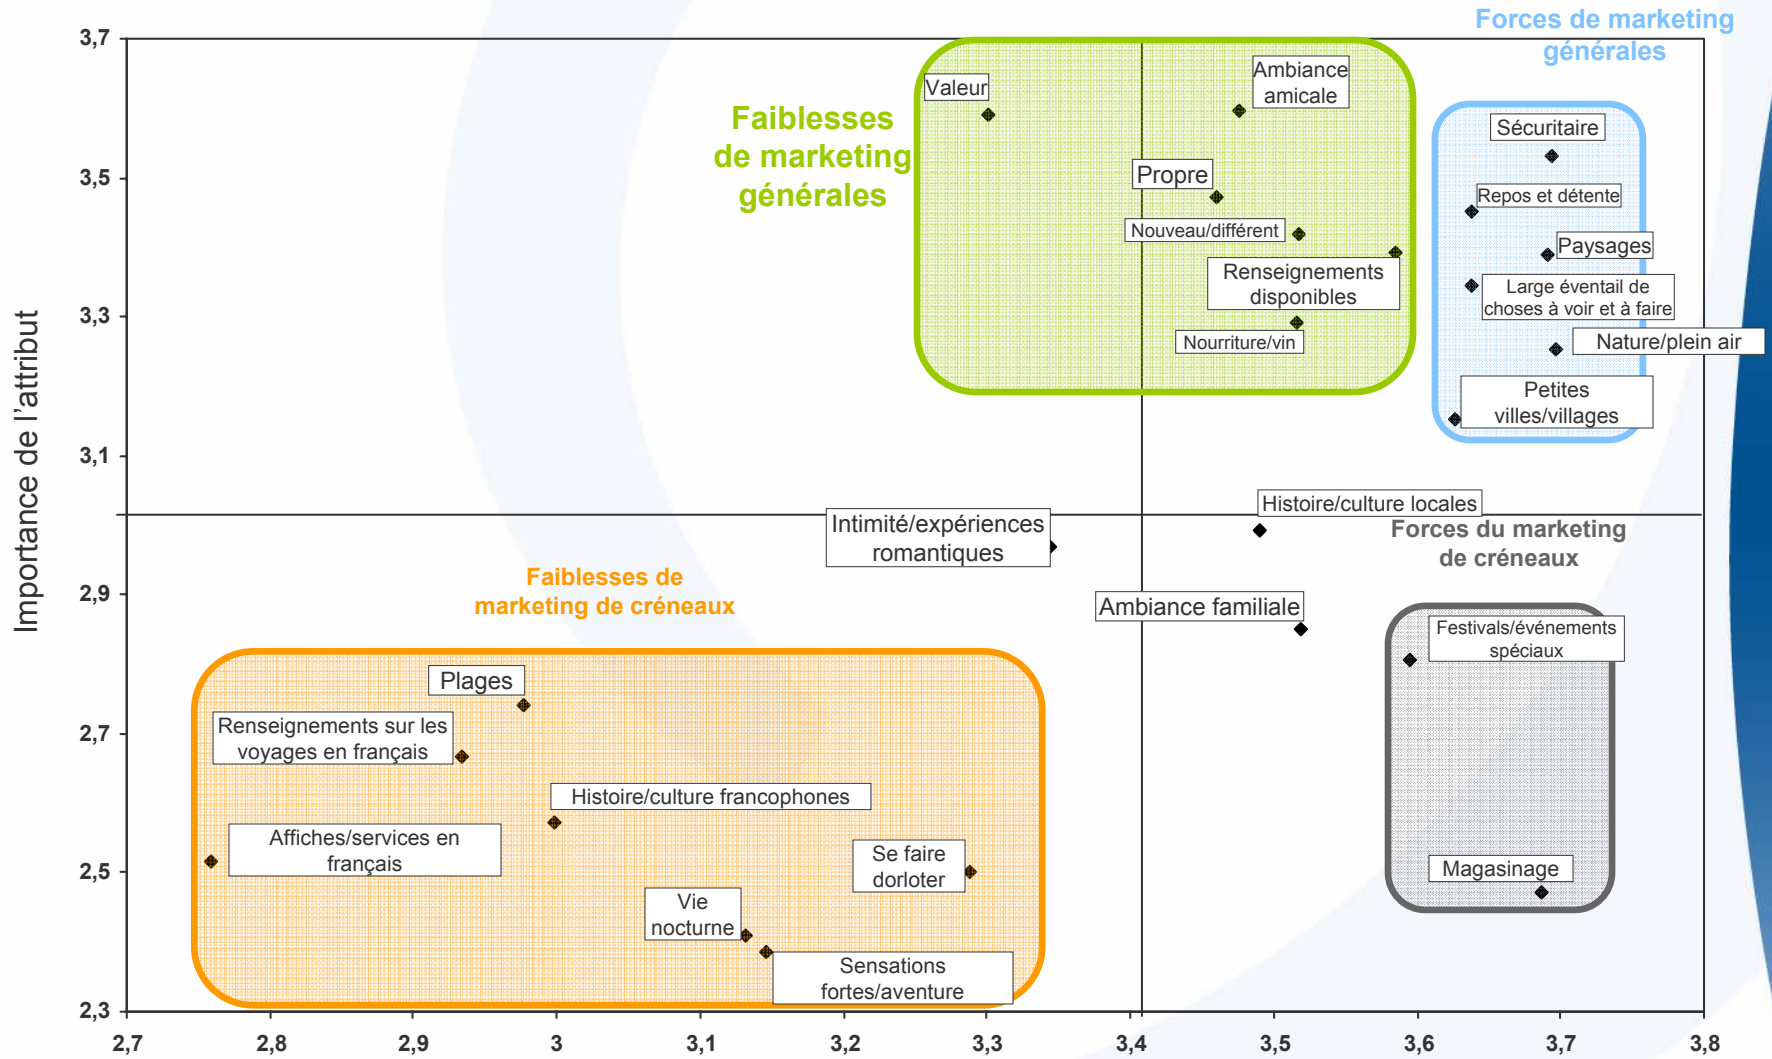 Forces de marketing
générales
3,7
Valeur
Ambiance
amicale
Faiblesses
de marketing
générales
Sécuritaire
3,5
Propre
Repos et détente
Nouveau/différent
Paysages
Renseignements
disponibles
Large éventail de
choses à voir et à faire
3,3
Nourriture/vin
Nature/plein air
Petites
villes/villages
Importance de l'attribut
3,1
Histoire/culture locales
Intimité/expériences
romantiques
Forces du marketing
de créneaux
Faiblesses de
marketing de créneaux
2,9
Ambiance familiale
Festivals/événements
spéciaux
Plages
Renseignements sur les
voyages en français
2,7
Histoire/culture francophones
Affiches/services en
français
Se faire
dorloter
Magasinage
2,5
Vie
nocturne
Sensations
fortes/aventure
2,3
2,7
2,8
2,9
3
3,1
3,2
3,3
3,4
3,5
3,6
3,7
3,8